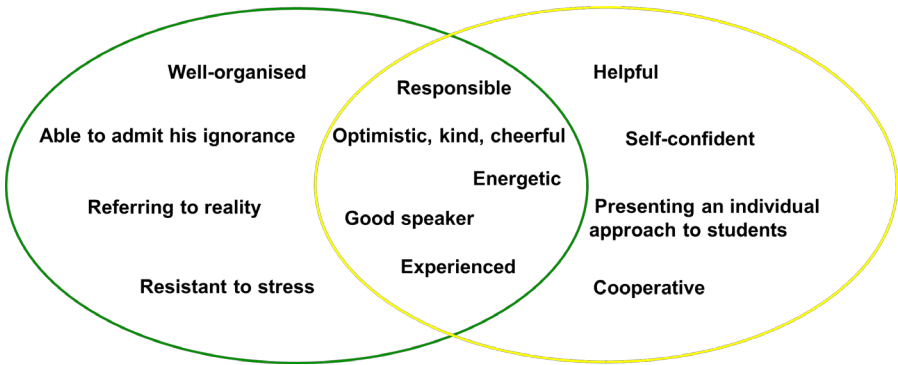 Well-organised
Able to admit his ignorance
Referring to reality
Resistant to stress
Responsible
Optimistic, kind, cheerful
Energetic
Good speaker
Experienced
Helpful
Self-confident
Presenting an individual
approach to students
Cooperative